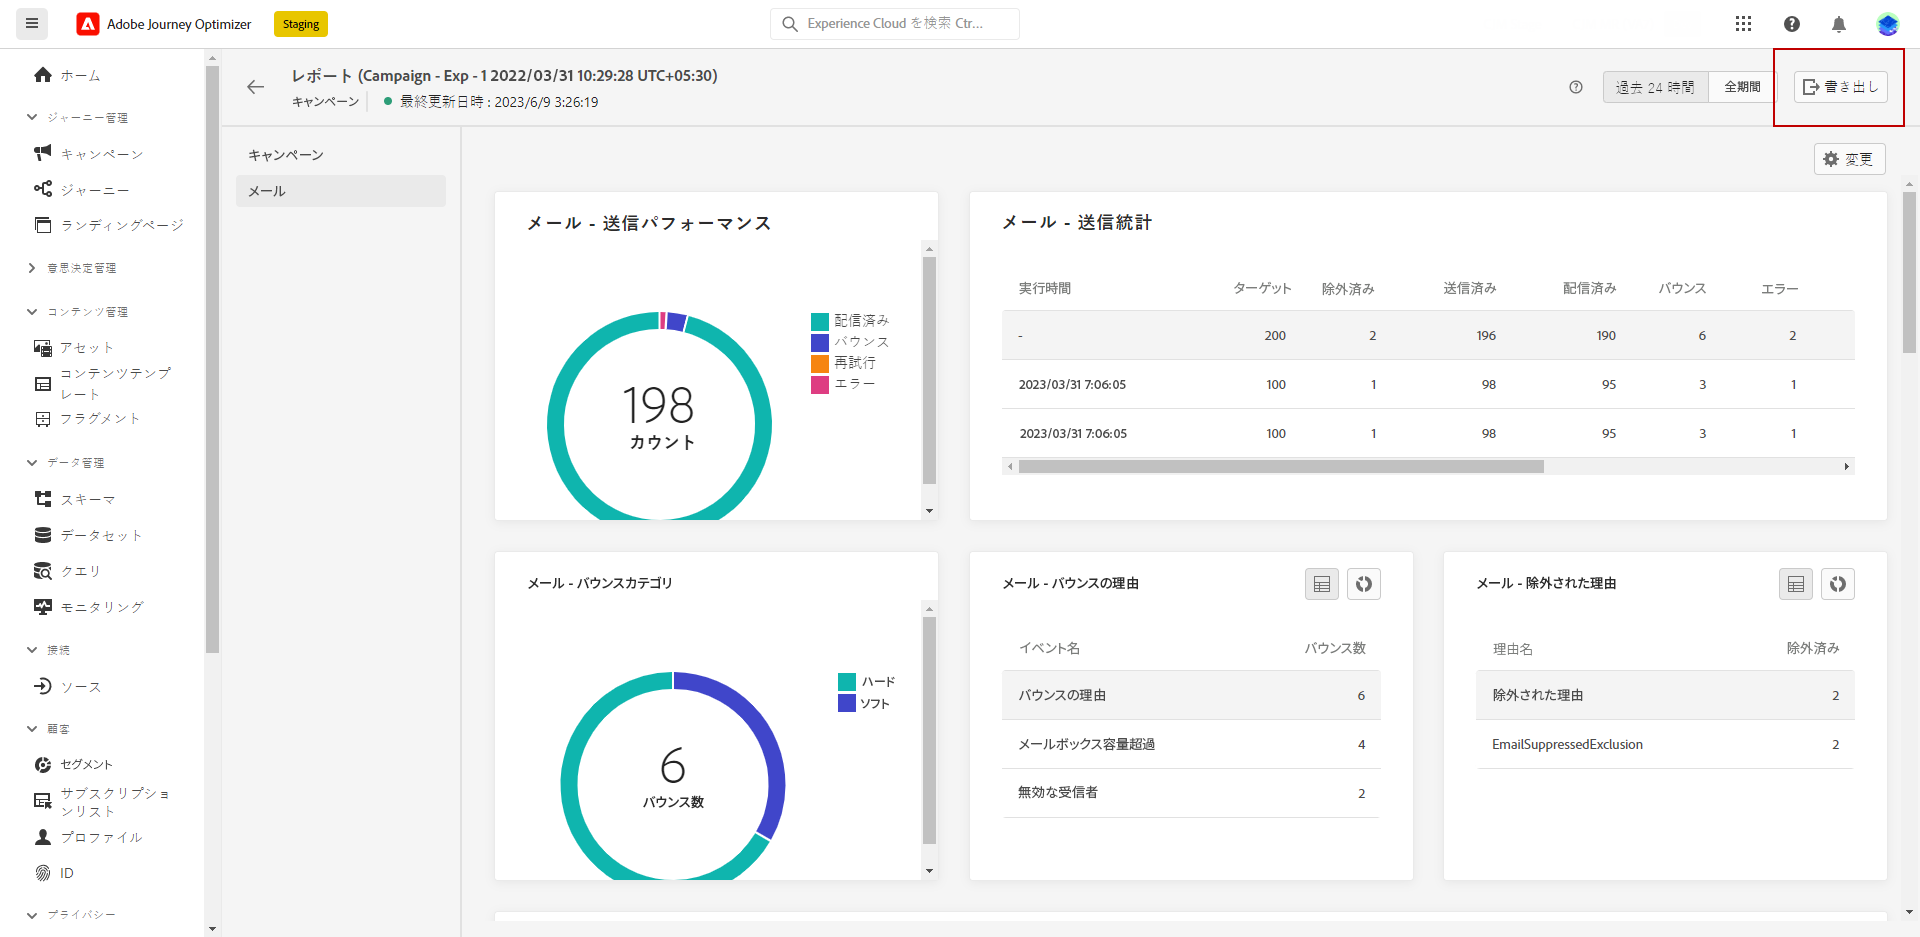 Adobe Journey Optimizer
Staging
Experience Cloud を検索 Ctr...
ホーム
ジャーニー管理
キャンペーン
ジャーニー
ランディングページ
意思決定管理
コンテンツ管理
アセット
コンテンツテンプ
レート
フラグメント
データ管理
スキーマ
データセット
クエリ
モニタリング
接続
ソース
顧客
セグメント
サブスクリプショ
ンリスト
プロファイル
ID
プライバシー
レポート (Campaign - Exp - 1 2022/03/31 10:29:28 UTC+05:30)
キャンペーン
最終更新日時 : 2023/6/9 3:26:19
過去 24 時間
全期間
書き出し
キャンペーン
メール
変更
メール - 送信パフォーマンス
198
カウント
配信済み
バウンス
再試行
エラー
メール - 送信統計
実行時間 ターゲット 除外済み 送信済み 配信済み バウンス エラー
- 200 2 196 190 6 2
2023/03/31 7:06:05 100 1 98 95 3 1
2023/03/31 7:06:05 100 1 98 95 3 1
メール - バウンスカテゴリ
6
バウンス数
ハード
ソフト
メール - バウンスの理由
イベント名 バウンス数
バウンスの理由 6
メールボックス容量超過 4
無効な受信者 2
メール - 除外された理由
理由名 除外済み
除外された理由 2
EmailSuppressedExclusion 2